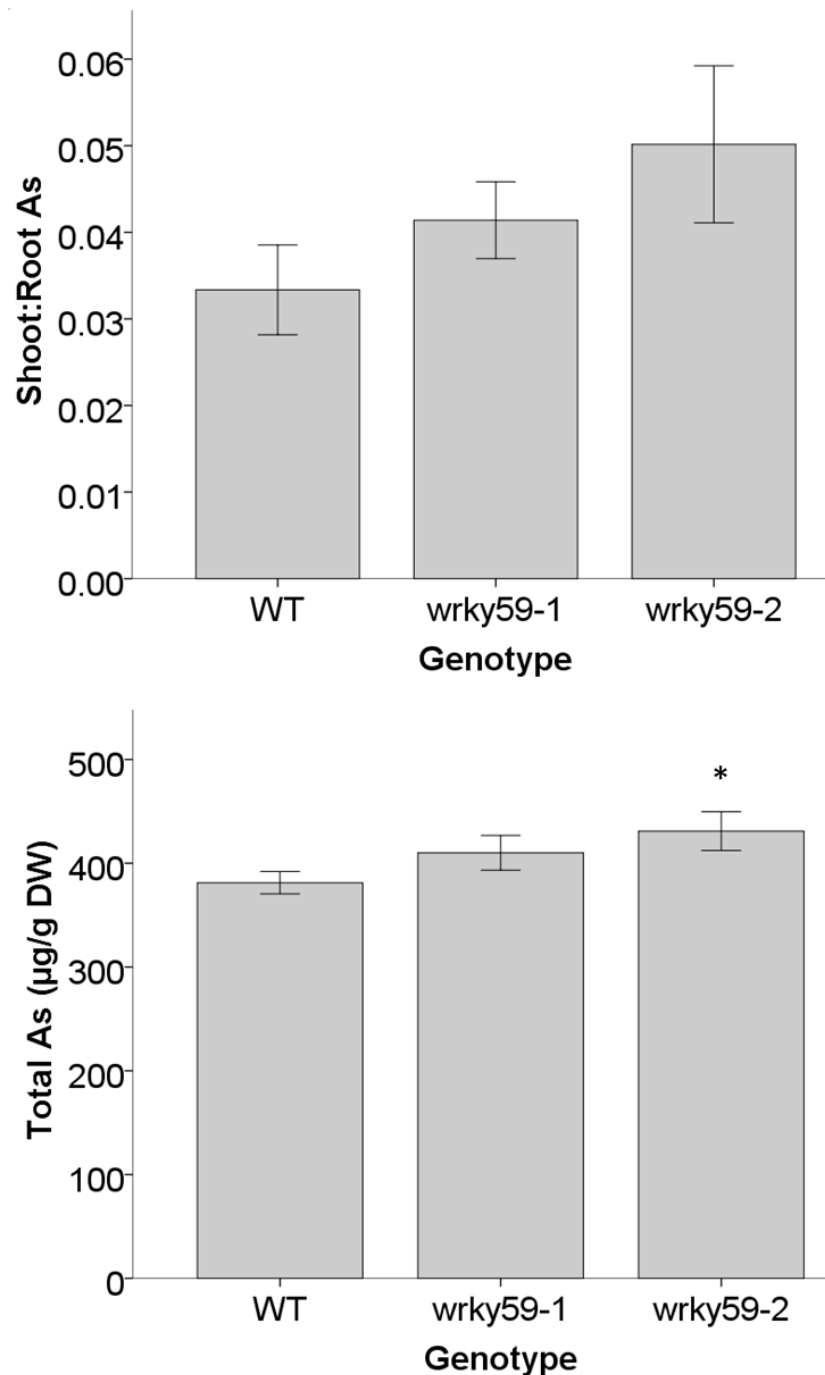 Shoot:Root As
0.06
0.05
0.04
0.03
0.02
0.01
0.00
WT wrky59-1 wrky59-2
Genotype
Total As (µg/g DW)
500
400
300
200
100
0
*
WT wrky59-1 wrky59-2
Genotype